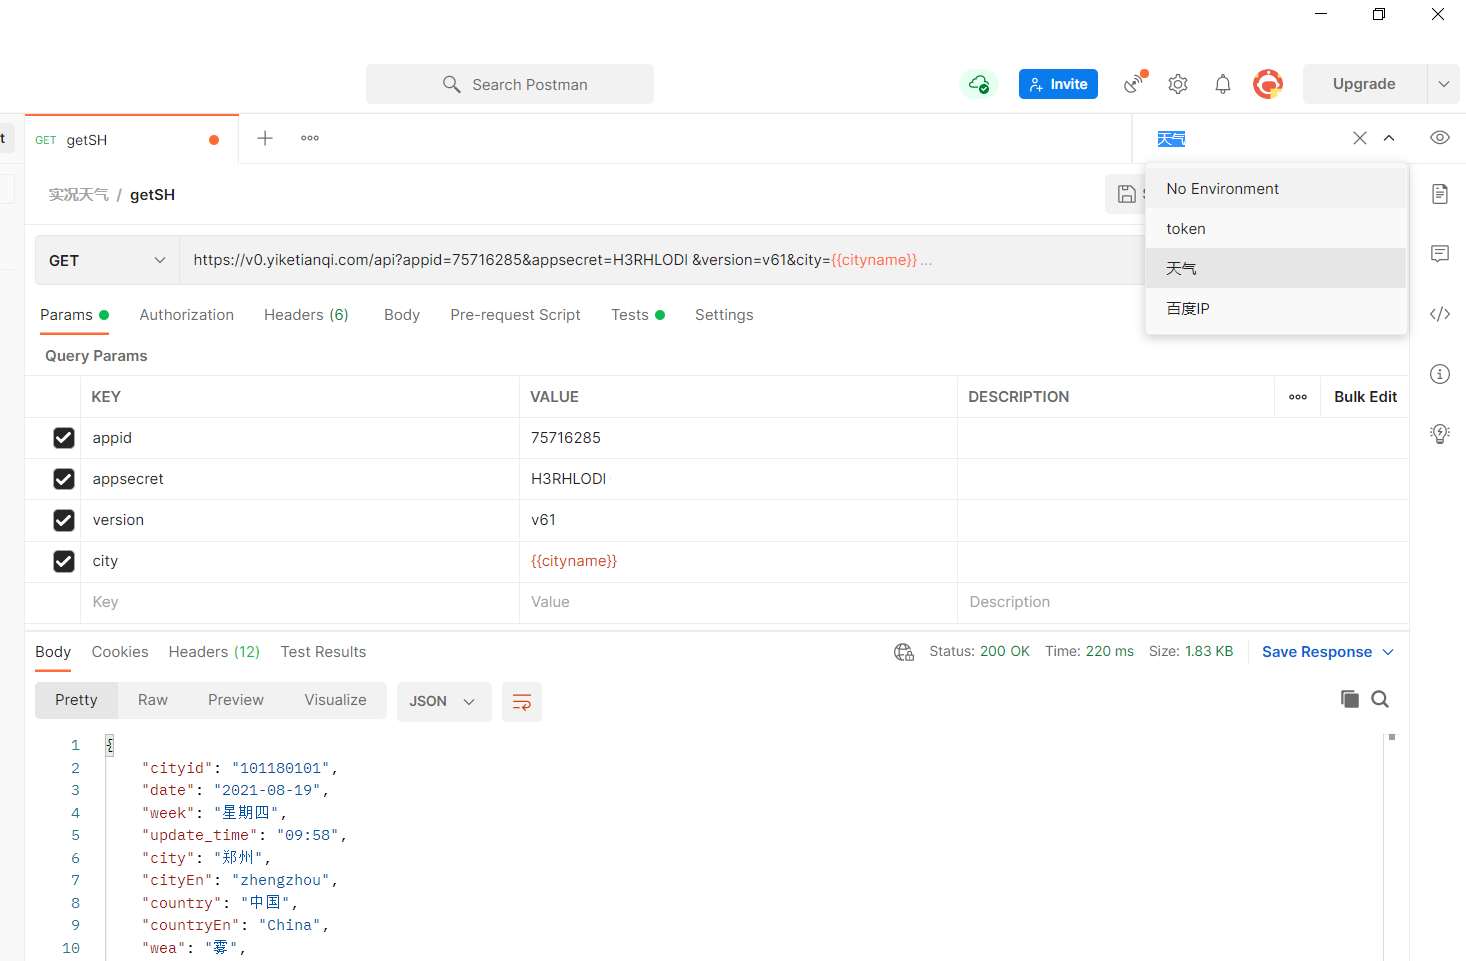 Search Postman
Invite
Upgrade
t
GET getSH
天气
实况天气 / getSH
No Environment
token
天气
百度IP
GET
https://v0.yiketianqi.com/api?appid=75716285&appsecret=H3RHLODI &version=v61&city={{cityname}} ...
Params
Authorization
Headers (6)
Body
Pre-request Script
Tests
Settings
Query Params
KEY VALUE DESCRIPTION Bulk Edit
appid 75716285
appsecret H3RHLODI
version v61
city {{cityname}}
Key Value Description
Body Cookies Headers (12) Test Results Status: 200 OK Time: 220 ms Size: 1.83 KB Save Response
Pretty Raw Preview Visualize JSON
1 {
2 "cityid": "101180101",
3 "date": "2021-08-19",
4 "week": "星期四",
5 "update_time": "09:58",
6 "city": "郑州",
7 "cityEn": "zhengzhou",
8 "country": "中国",
9 "countryEn": "China",
10 "wea": "雾",